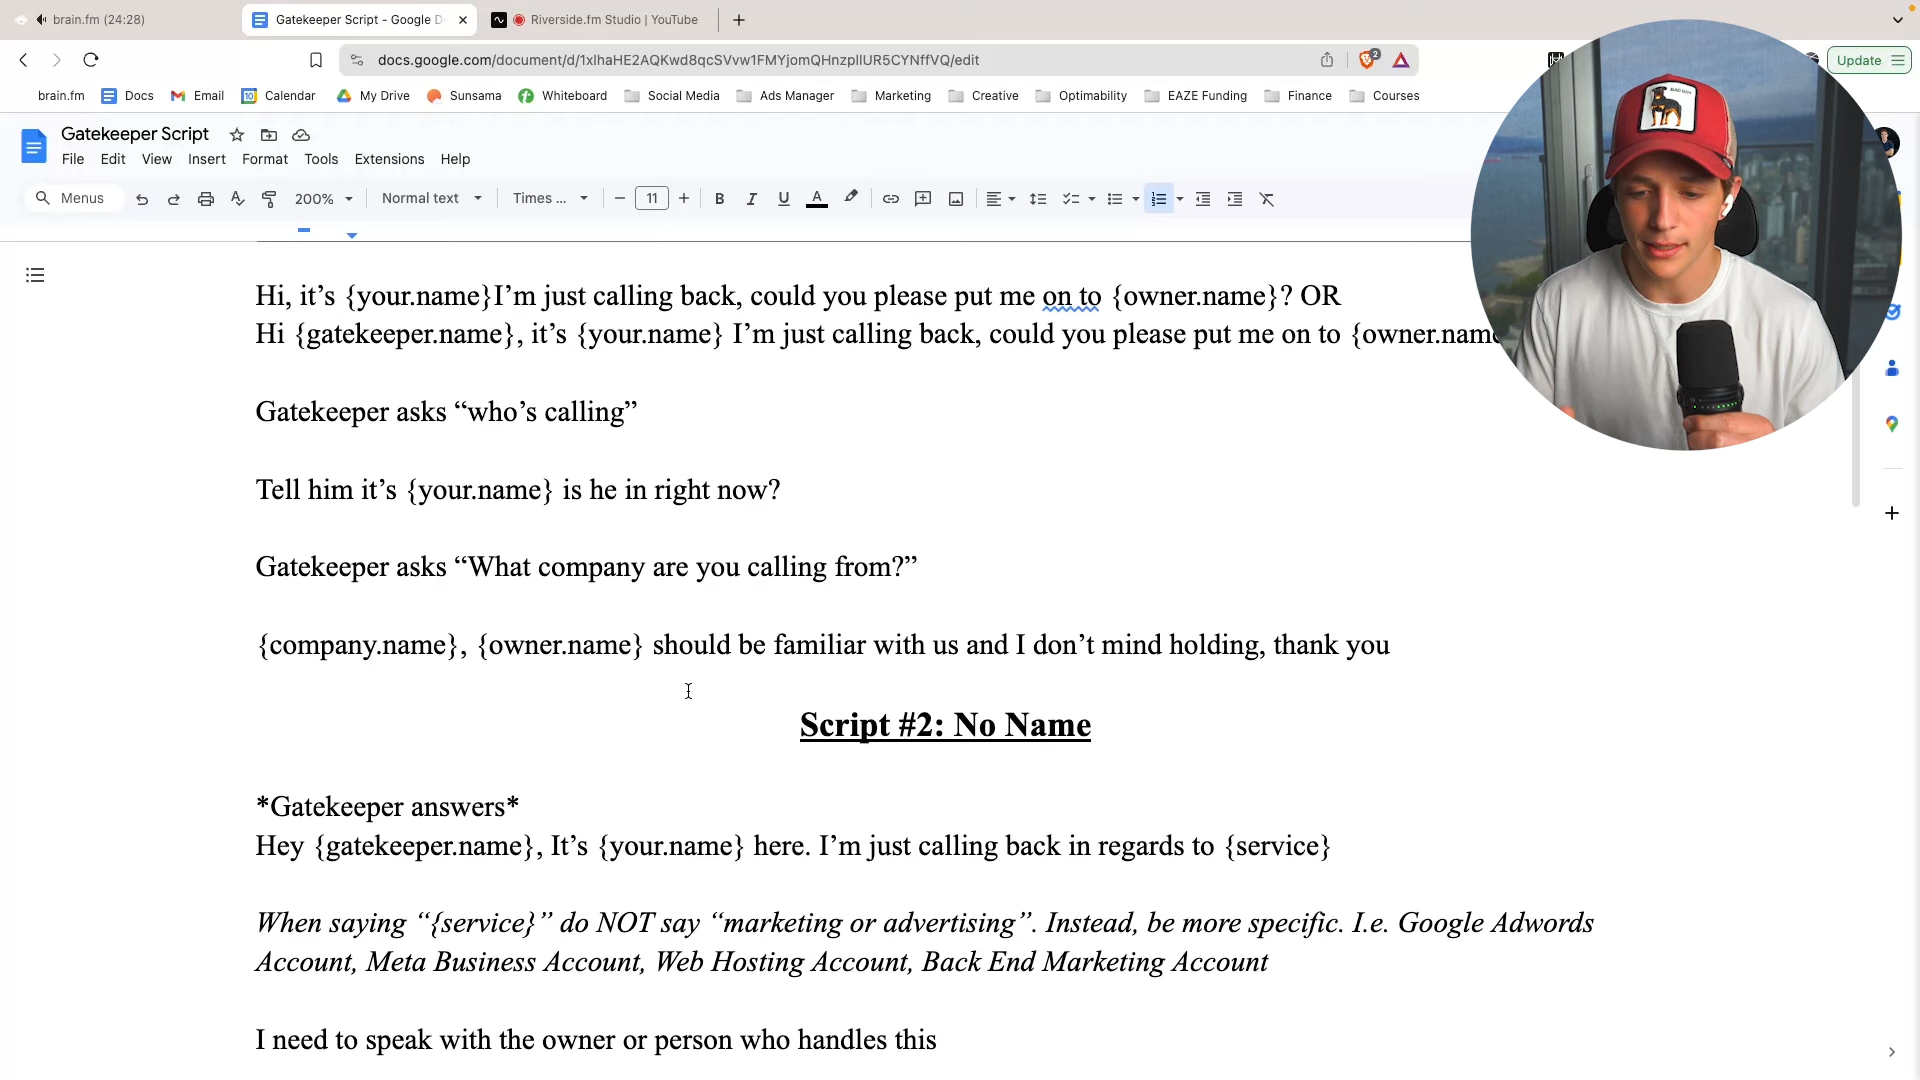 brain.fm (24:28)
Gatekeeper Script - Google D
Riverside.fm Studio | YouTube
docs.google.com/document/d/1xlhaHE2AQKwd8qcSVvw1FMYjomQHnzpllUR5CYNffVQ/edit
2
Update
brain.fm
Docs
Email
10
Calendar
My Drive
Sunsama
Whiteboard
Social Media
Ads Manager
Marketing
Creative
Optimability
EAZE Funding
Finance
Courses
Gatekeeper Script
File Edit View Insert Format Tools Extensions Help
Menus
200%
Normal text
Times ...
11
B I U A
Hi, it’s {your.name}I’m just calling back, could you please put me on to {owner.name}? OR
Hi {gatekeeper.name}, it’s {your.name} I’m just calling back, could you please put me on to {owner.name
Gatekeeper asks “who’s calling”
Tell him it’s {your.name} is he in right now?
Gatekeeper asks “What company are you calling from?”
{company.name}, {owner.name} should be familiar with us and I don’t mind holding, thank you
Script #2: No Name
*Gatekeeper answers*
Hey {gatekeeper.name}, It’s {your.name} here. I’m just calling back in regards to {service}
When saying “{service}” do NOT say “marketing or advertising”. Instead, be more specific. I.e. Google Adwords
Account, Meta Business Account, Web Hosting Account, Back End Marketing Account
I need to speak with the owner or person who handles this